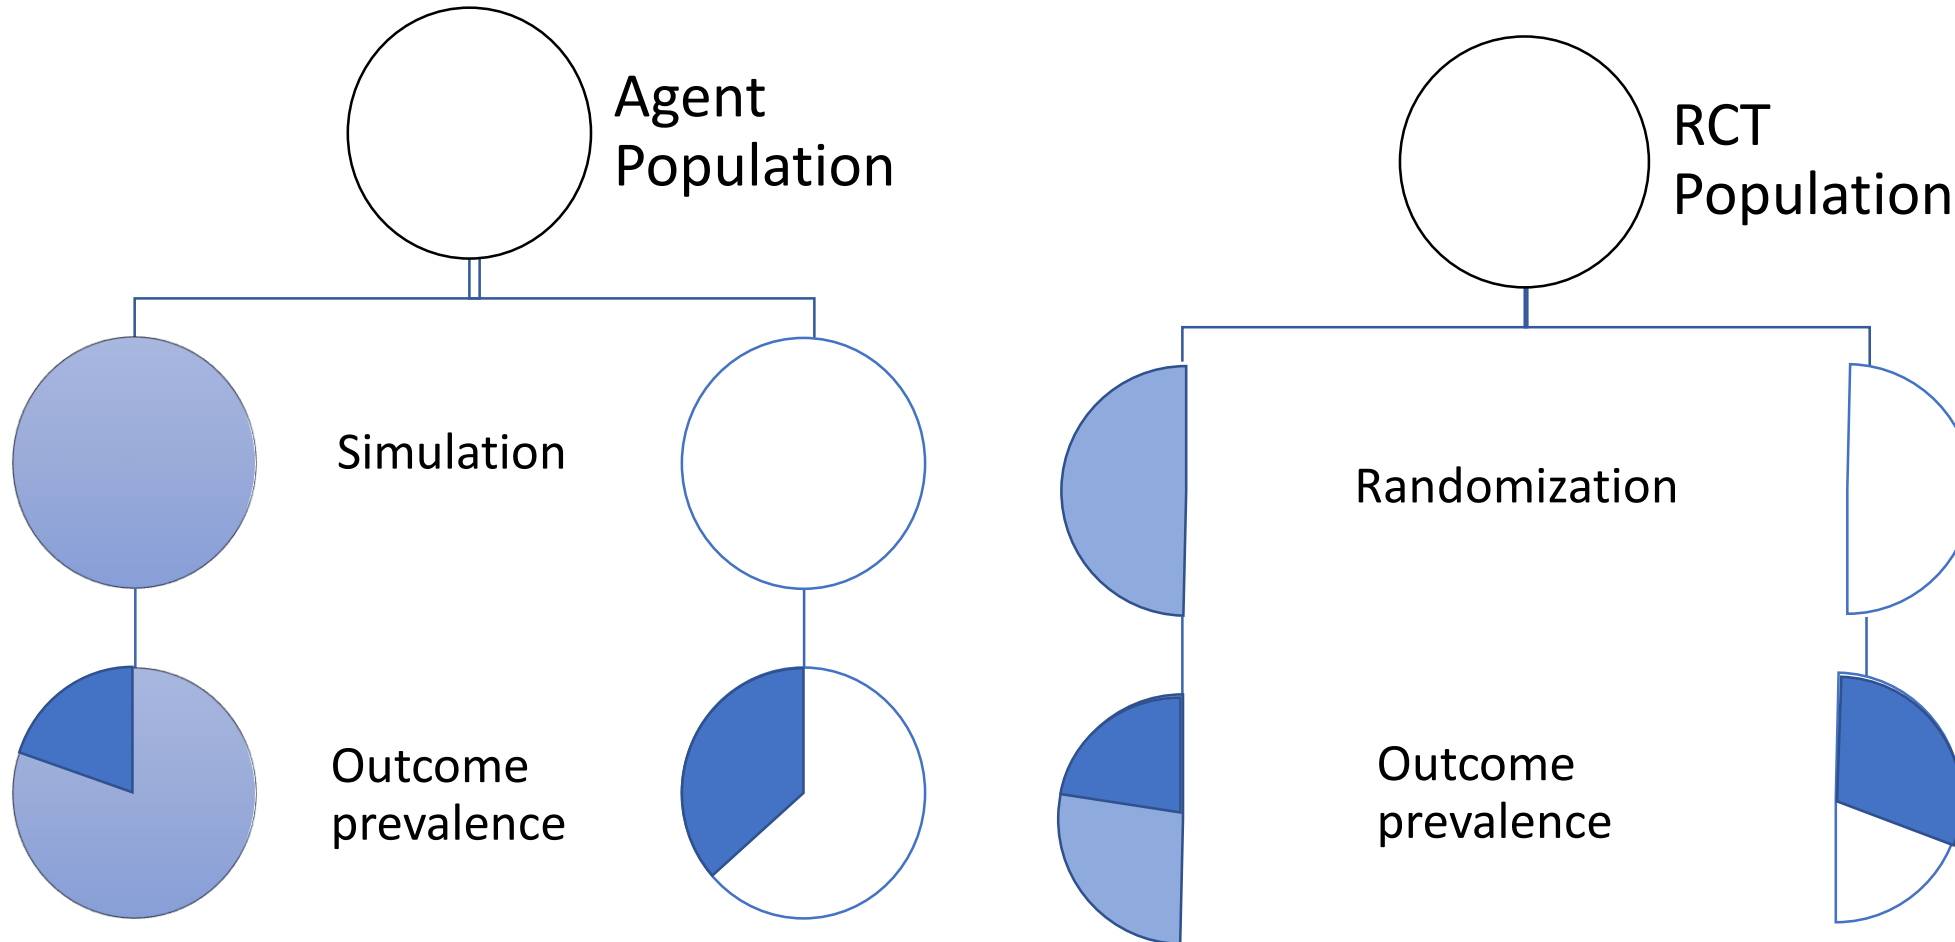 Agent
Population
Simulation
Outcome
prevalence
RCT
Population
Randomization
Outcome
prevalence